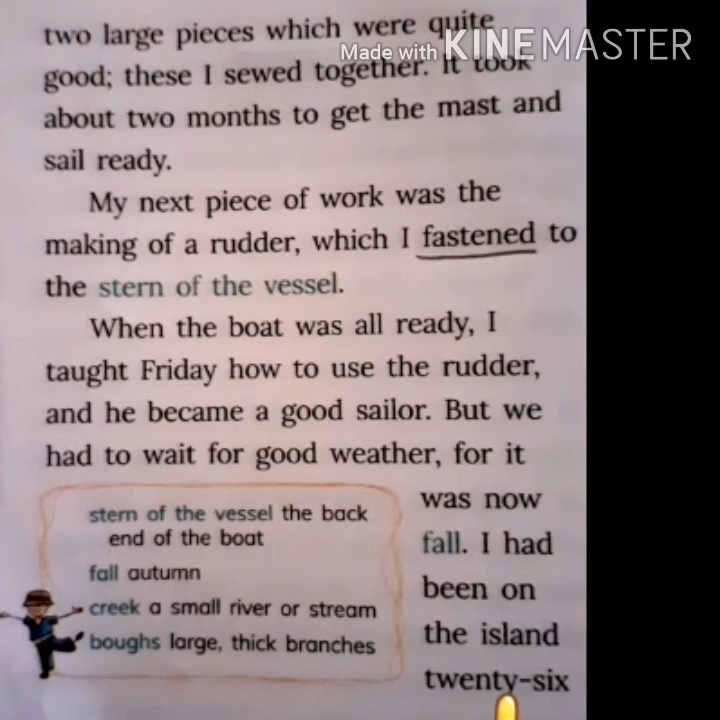 two large pieces which were quite
Made with KINEMASTER
good; these I sewed together. It took
about two months to get the mast and
sail ready.
My next piece of work was the
making of a rudder, which I fastened to
the stern of the vessel.
When the boat was all ready, I
taught Friday how to use the rudder,
and he became a good sailor. But we
had to wait for good weather, for it
was now
fall. I had
been on
the island
twenty-six
stern of the vessel the back
end of the boat
fall autumn
creek a small river or stream
boughs large, thick branches